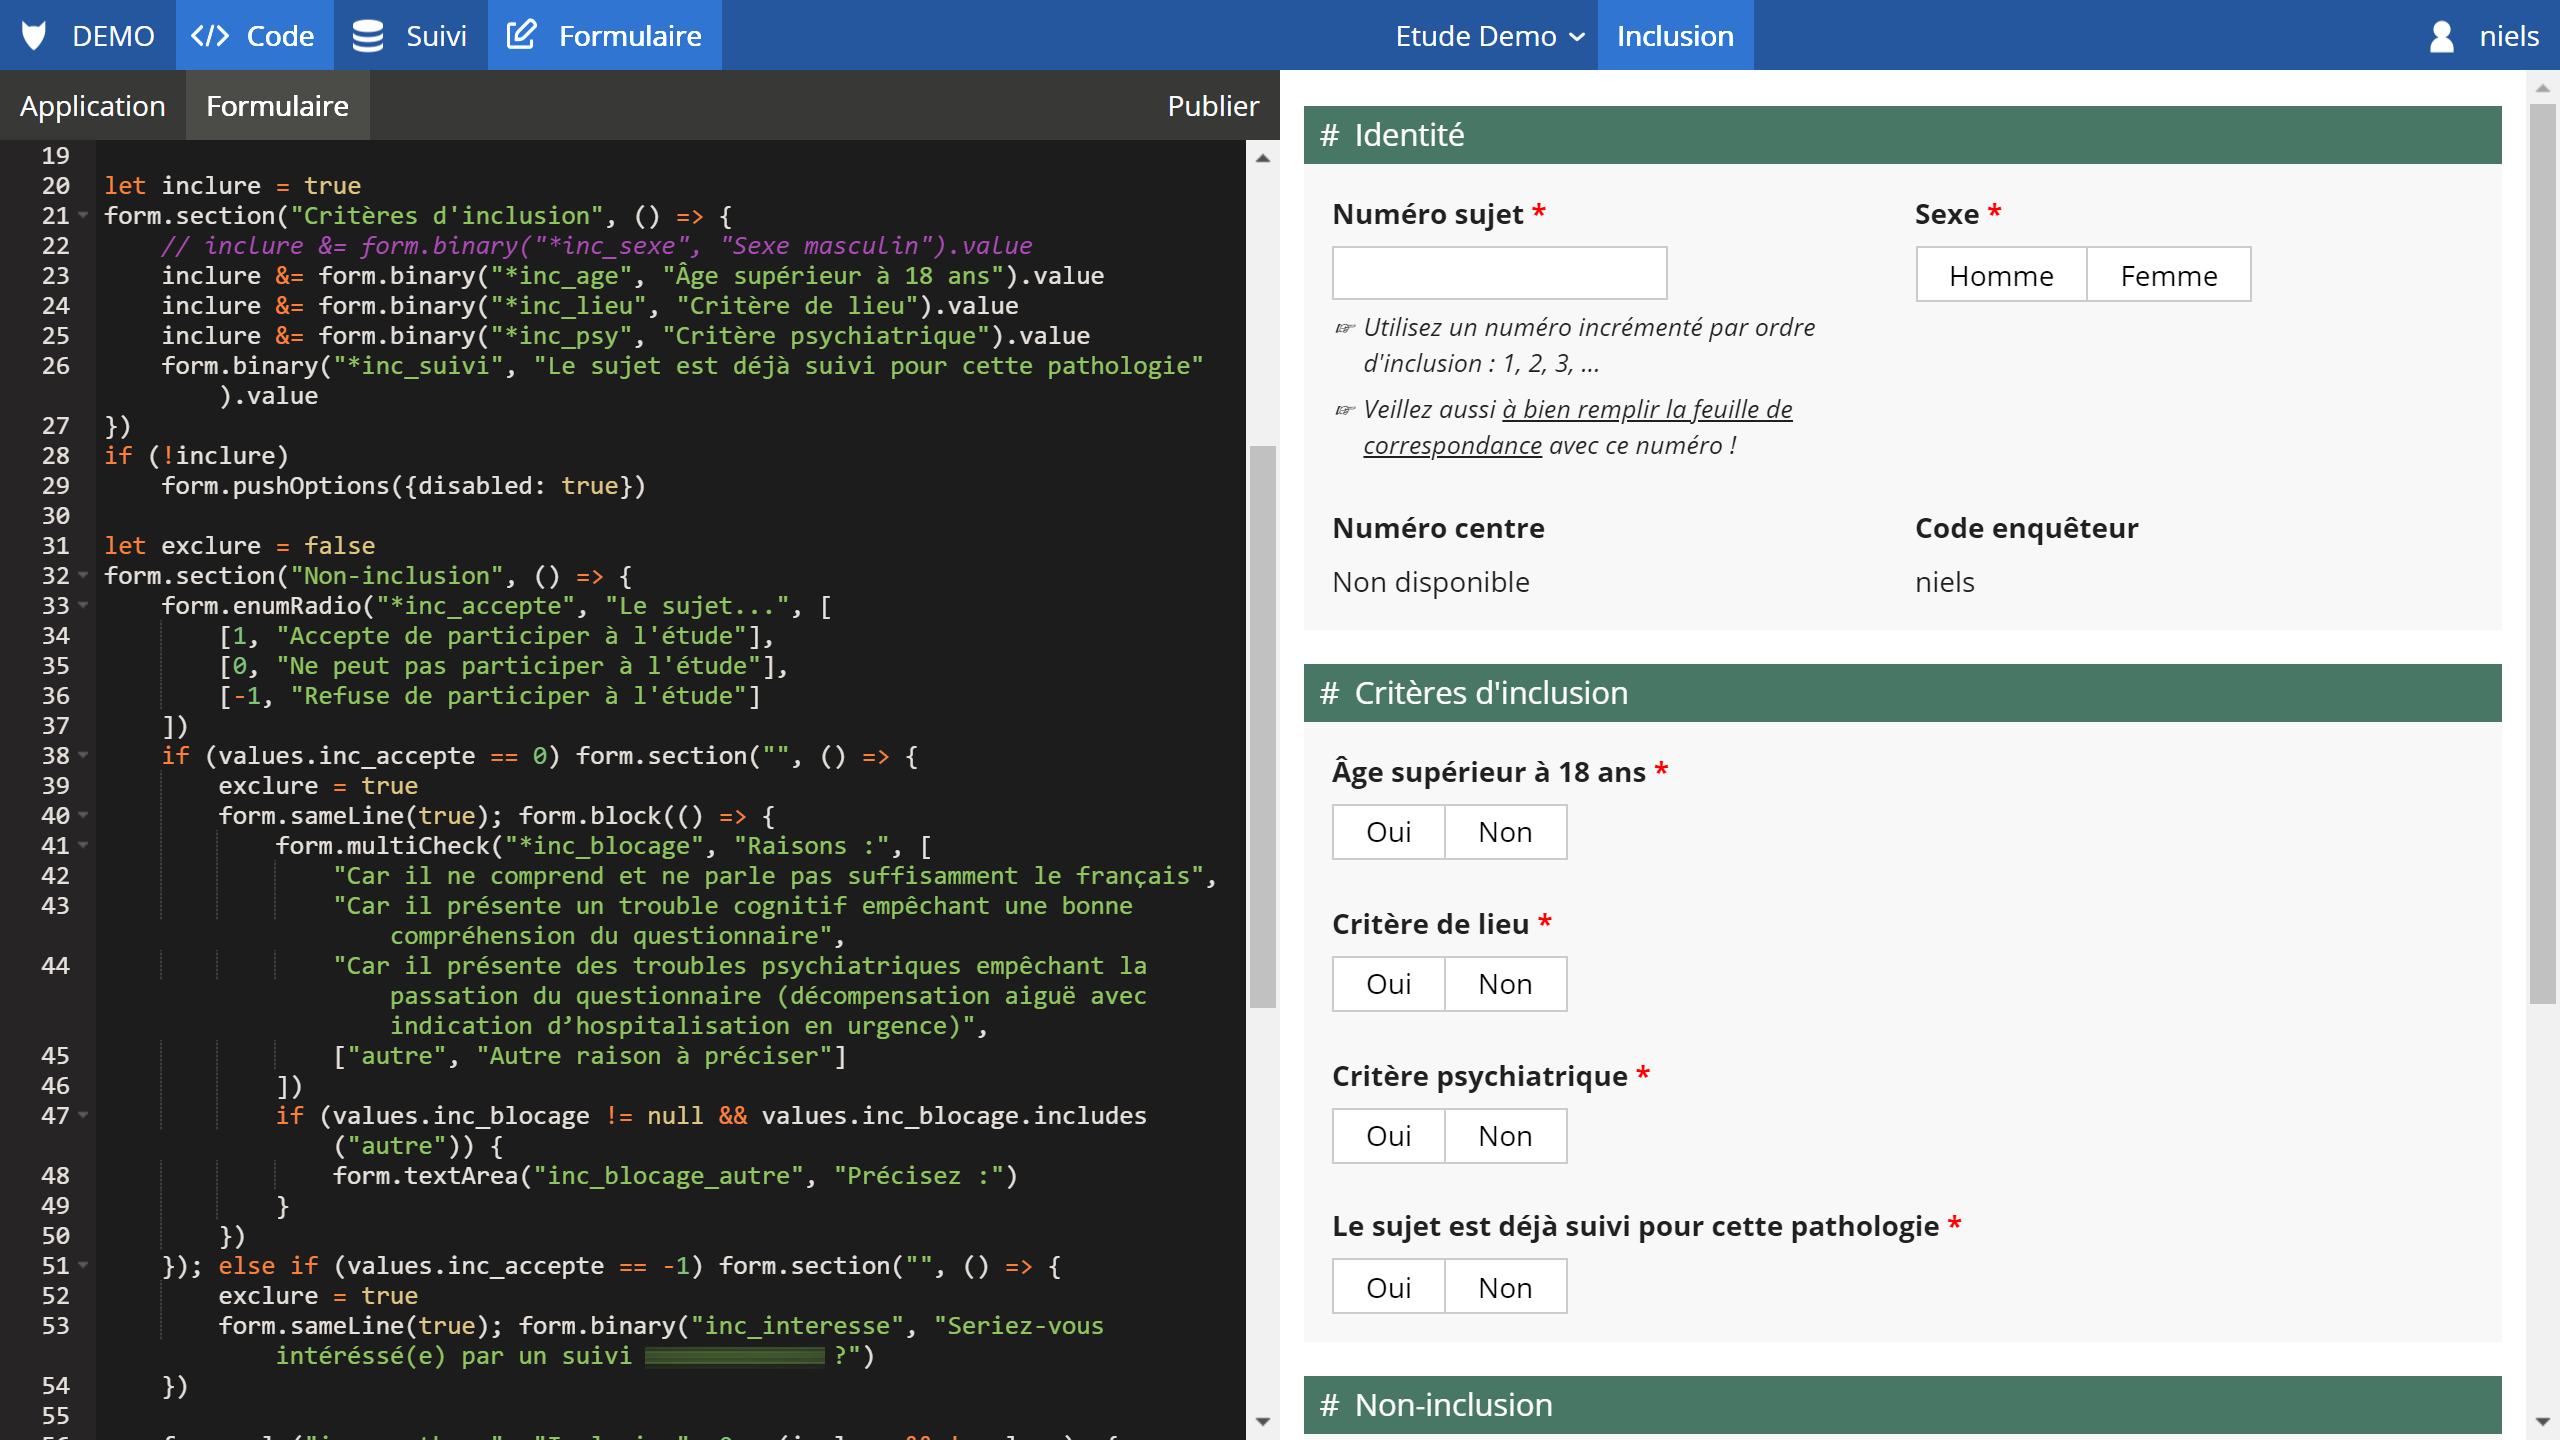 DEMO
Code
Suivi
Formulaire
Etude Demo
Inclusion
niels
Application
Formulaire
Publier
19
20 let inclure = true
21 form.section("Critères d'inclusion", () => {
22 // inclure &= form.binary("*inc_sexe", "Sexe masculin").value
23 inclure &= form.binary("*inc_age", "Âge supérieur à 18 ans").value
24 inclure &= form.binary("*inc_lieu", "Critère de lieu").value
25 inclure &= form.binary("*inc_psy", "Critère psychiatrique").value
26 form.binary("*inc_suivi", "Le sujet est déjà suivi pour cette pathologie"
).value
27 })
28 if (!inclure)
29 form.pushOptions({disabled: true})
30
31 let exclure = false
32 form.section("Non-inclusion", () => {
33 form.enumRadio("*inc_accepte", "Le sujet...", [
34 [1, "Accepte de participer à l'étude"],
35 [0, "Ne peut pas participer à l'étude"],
36 [-1, "Refuse de participer à l'étude"]
37 ])
38 if (values.inc_accepte == 0) form.section("", () => {
39 exclure = true
40 form.sameLine(true); form.block(() => {
41 form.multiCheck("*inc_blocage", "Raisons :", [
42 "Car il ne comprend et ne parle pas suffisamment le français",
43 "Car il présente un trouble cognitif empêchant une bonne
compréhension du questionnaire",
44 "Car il présente des troubles psychiatriques empêchant la
passation du questionnaire (décompensation aiguë avec
indication d’hospitalisation en urgence)",
45 ["autre", "Autre raison à préciser"]
46 ])
47 if (values.inc_blocage != null && values.inc_blocage.includes
("autre")) {
48 form.textArea("inc_blocage_autre", "Précisez :")
49 }
50 })
51 }); else if (values.inc_accepte == -1) form.section("", () => {
52 exclure = true
53 form.sameLine(true); form.binary("inc_interesse", "Seriez-vous
intéréssé(e) par un suivi ?")
54 })
55
# Identité
Numéro sujet *
☞ Utilisez un numéro incrémenté par ordre
d'inclusion : 1, 2, 3, ...
☞ Veillez aussi à bien remplir la feuille de
correspondance avec ce numéro !
Sexe *
Homme Femme
Numéro centre
Non disponible
Code enquêteur
niels
# Critères d'inclusion
Âge supérieur à 18 ans *
Oui Non
Critère de lieu *
Oui Non
Critère psychiatrique *
Oui Non
Le sujet est déjà suivi pour cette pathologie *
Oui Non
# Non-inclusion